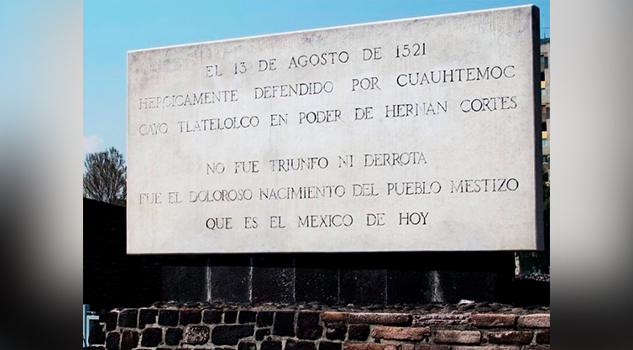 EL 13 DE AGOSTO DE 1521
HEROICAMENTE DEFENDIDO POR CUAUHTEMOC
CAYO TLATELOLCO EN PODER DE HERNAN CORTES
NO FUE TRIUNFO NI DERROTA
FUE EL DOLOROSO NACIMIENTO DEL PUEBLO MESTIZO
QUE ES EL MEXICO DE HOY